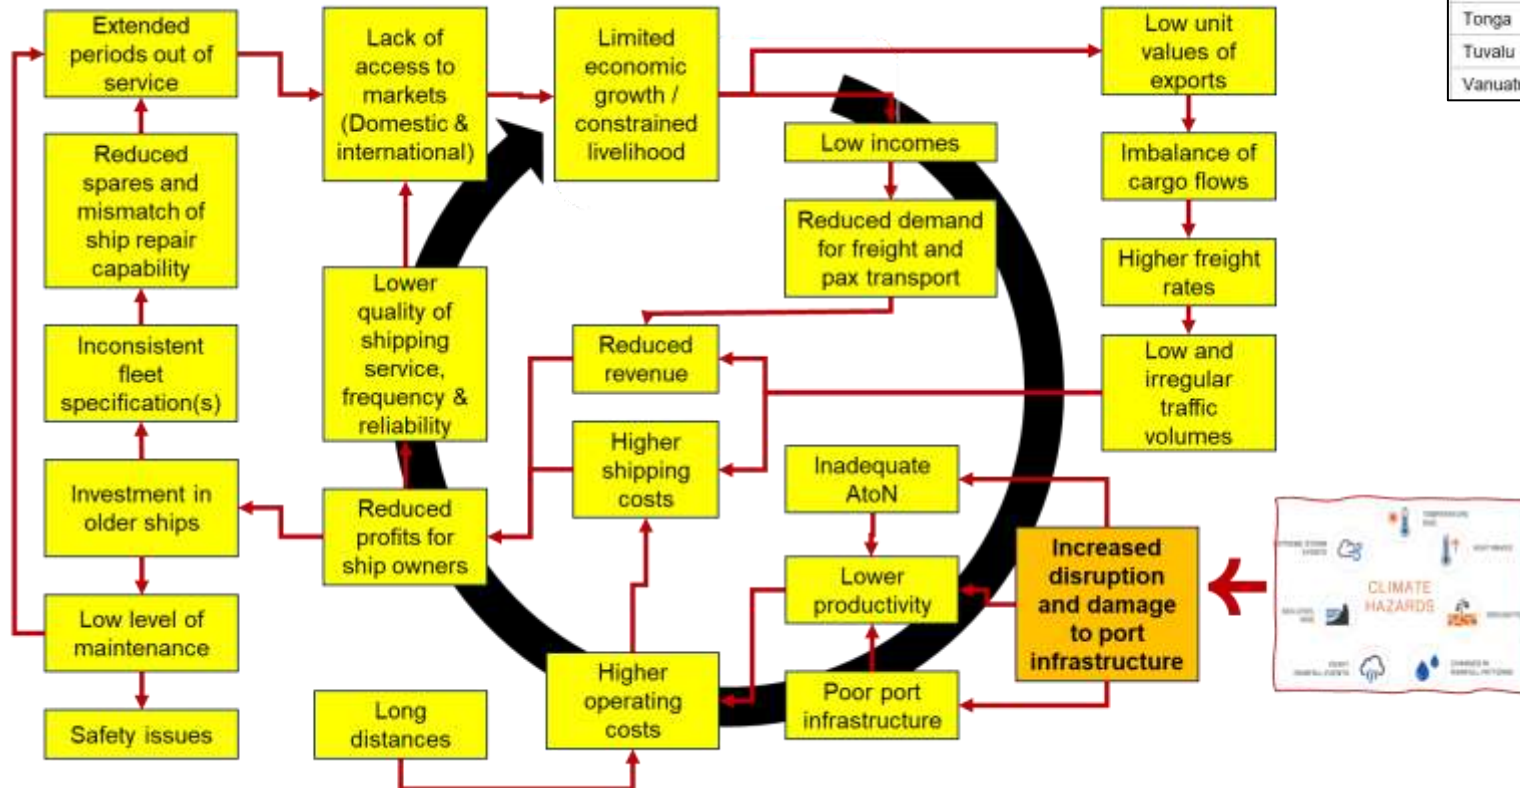 Extended
periods out of
service
Lack of
access to
markets
(Domestic &
international)
Limited
economic
growth /
constrained
livelihood
Low unit
values of
exports
Tonga
Tuvalu
Low incomes
Imbalance of
cargo flows
Reduced
spares and
mismatch of
ship repair
capability
Reduced demand
for freight and
pax transport
Higher freight
rates
Lower
quality of
shipping
service,
frequency &
reliability
Inconsistent
fleet
specification(s)
Reduced
revenue
Low and
irregular
traffic
volumes
Higher
shipping
costs
Inadequate
AtoN
Investment in
older ships
Reduced
profits for
ship owners
Increased
disruption
and damage
to port
infrastructure
Lower
productivity
CLIMATE
HAZARDS
Low level of
maintenance
Higher
operating
costs
Poor port
infrastructure
Long
distances
Safety issues